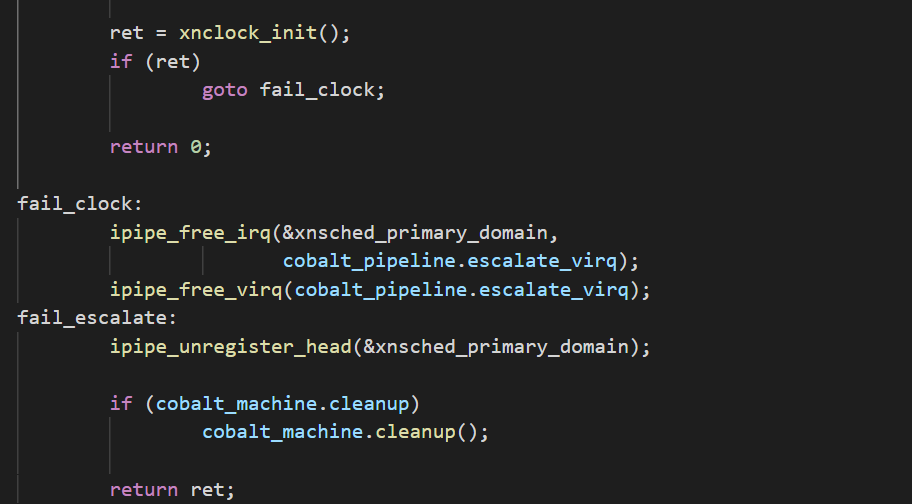 ret = xnclock_init();
if (ret)
goto fail_clock;
return 0;
fail_clock:
ipipe_free_irq(&xnsched_primary_domain,
cobalt_pipeline.escalate_virq);
ipipe_free_virq(cobalt_pipeline.escalate_virq);
fail_escalate:
ipipe_unregister_head(&xnsched_primary_domain);
if (cobalt_machine.cleanup)
cobalt_machine.cleanup();
return ret;